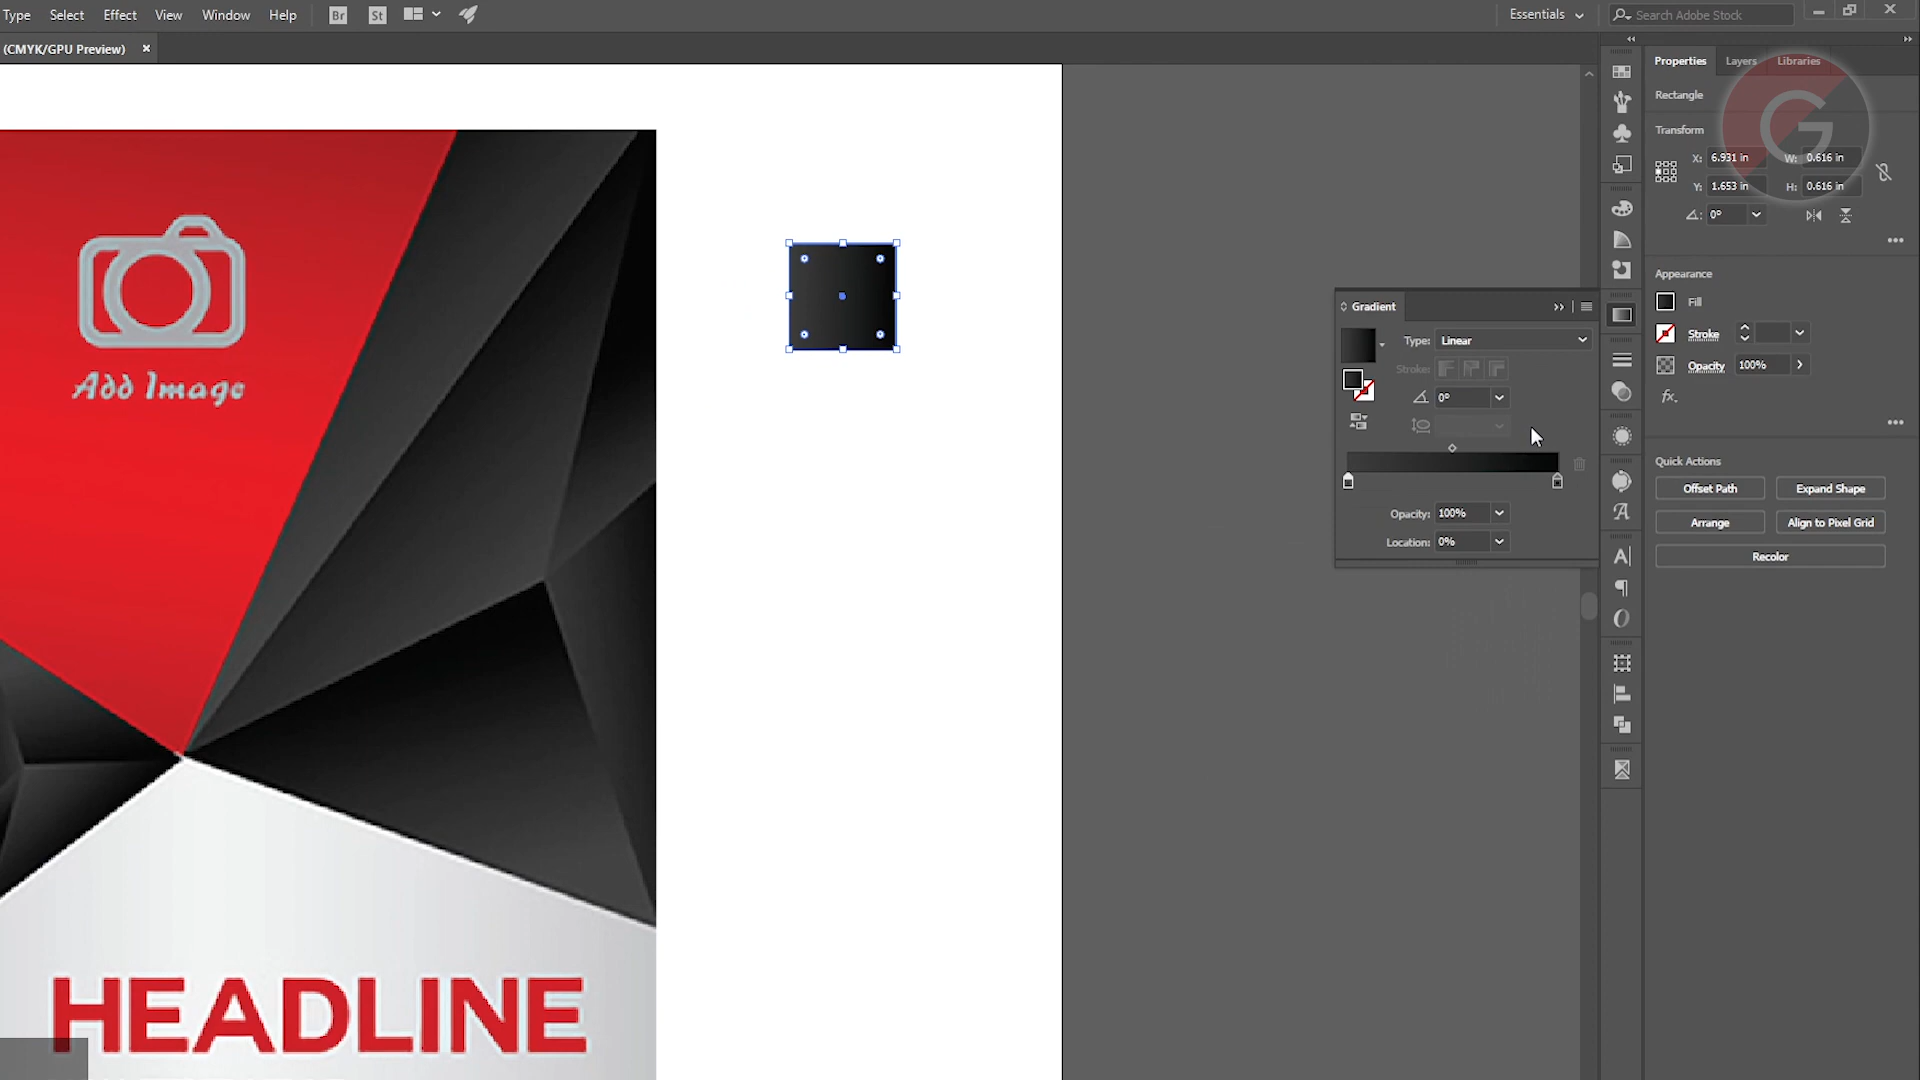 Type Select Effect View Window Help Br St Essentials Search Adobe Stock
(CMYK/GPU Preview) ×
Properties Layers Libraries
Rectangle
Transform
X: 6.931 in W: 0.616 in
Y: 1.653 in H: 0.616 in
0°
Appearance
Fill
Stroke
Opacity 100%
fx.
Quick Actions
Offset Path Expand Shape
Arrange Align to Pixel Grid
Recolor
Gradient
Type: Linear
Stroke:
0°
Opacity: 100%
Location: 0%
Add Image
HEADLINE
G